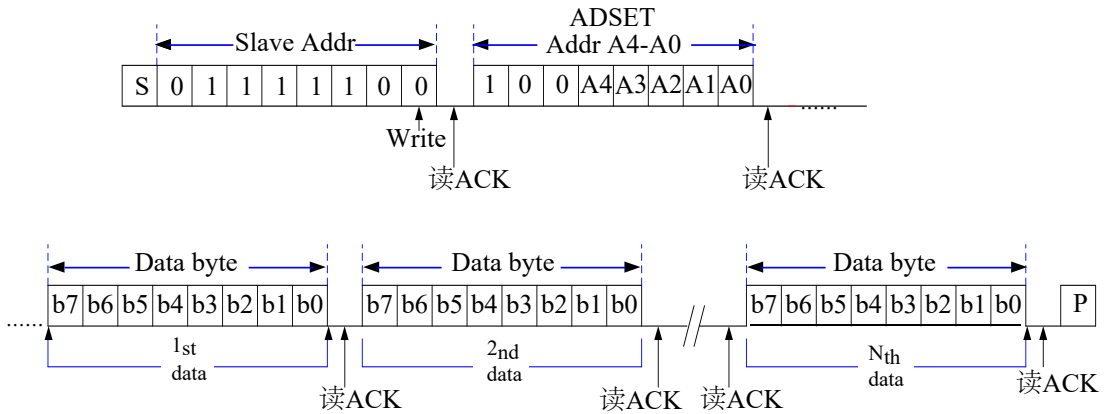 ADSET
Slave Addr Addr A4-A0
S 0 1 1 1 1 1 0 0 1 0 0 A4 A3 A2 A1 A0 ......
Write
读ACK 读ACK
Data byte Data byte Data byte
...... b7 b6 b5 b4 b3 b2 b1 b0 b7 b6 b5 b4 b3 b2 b1 b0 // b7 b6 b5 b4 b3 b2 b1 b0 P
1st 2nd Nth
data data data
读ACK 读ACK 读ACK 读ACK